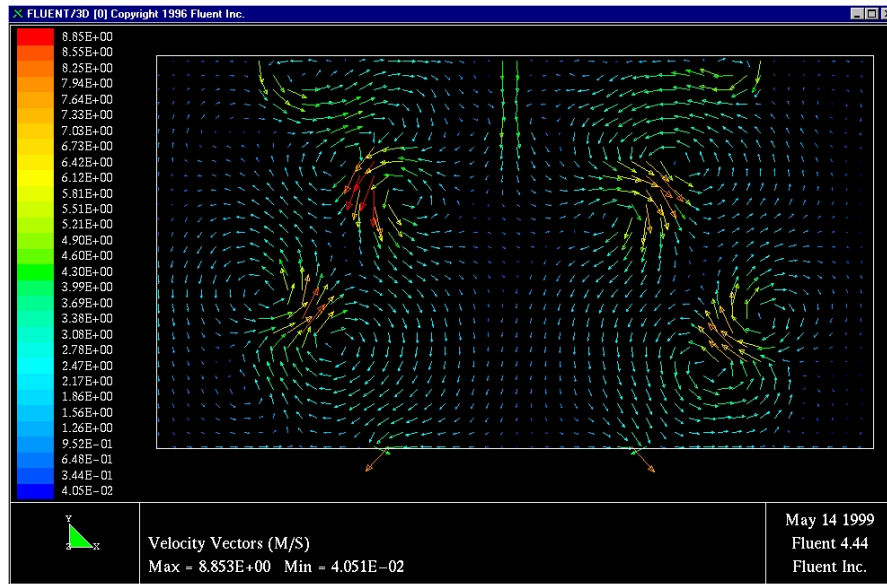 FLUENT/3D [0] Copyright 1996 Fluent Inc.
8.85E+00
8.55E+00
8.25E+00
7.94E+00
7.64E+00
7.33E+00
7.03E+00
6.73E+00
6.42E+00
6.12E+00
5.81E+00
5.51E+00
5.21E+00
4.90E+00
4.60E+00
4.30E+00
3.99E+00
3.69E+00
3.38E+00
3.08E+00
2.78E+00
2.47E+00
2.17E+00
1.86E+00
1.56E+00
1.26E+00
9.52E-01
6.48E-01
3.44E-01
4.05E-02
Y
Z X
Velocity Vectors (M/S)
Max = 8.853E+00 Min = 4.051E-02
May 14 1999
Fluent 4.44
Fluent Inc.